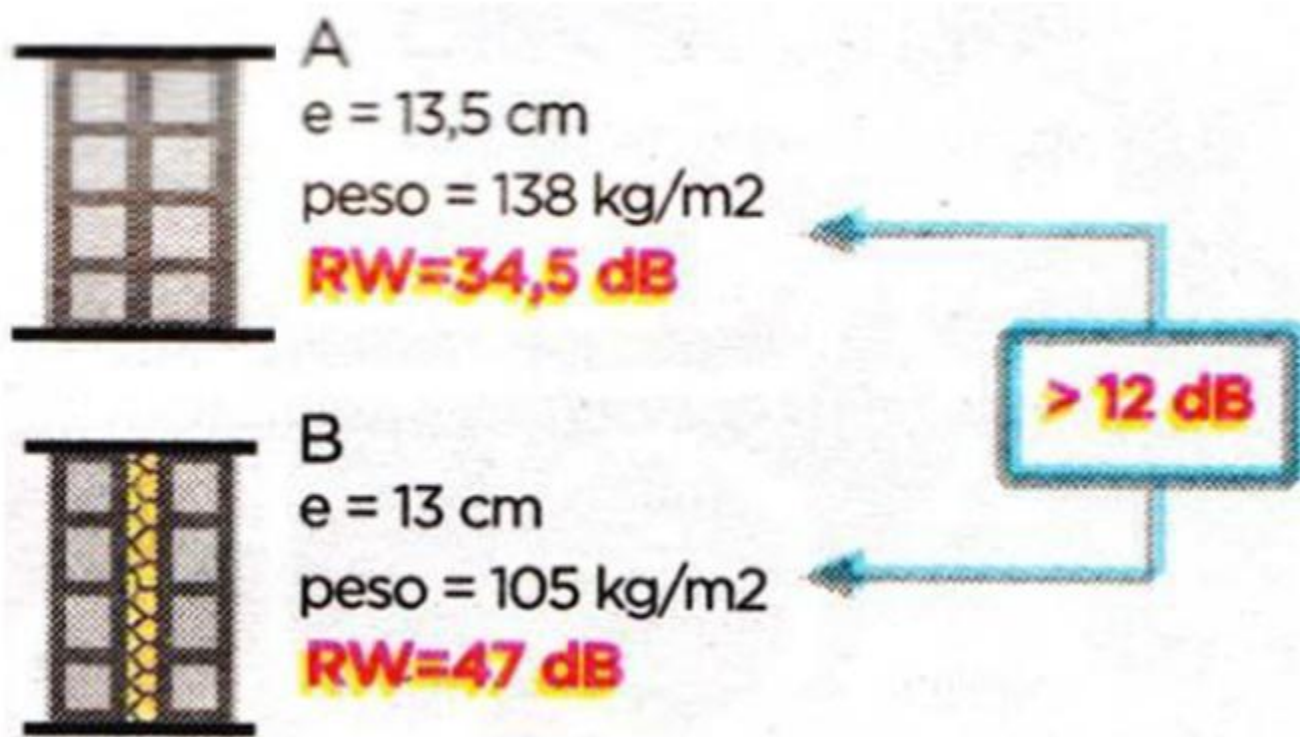 A
e = 13,5 cm
peso = 138 kg/m2
RW=34,5 dB
> 12 dB
B
e = 13 cm
peso = 105 kg/m2
RW=47 dB